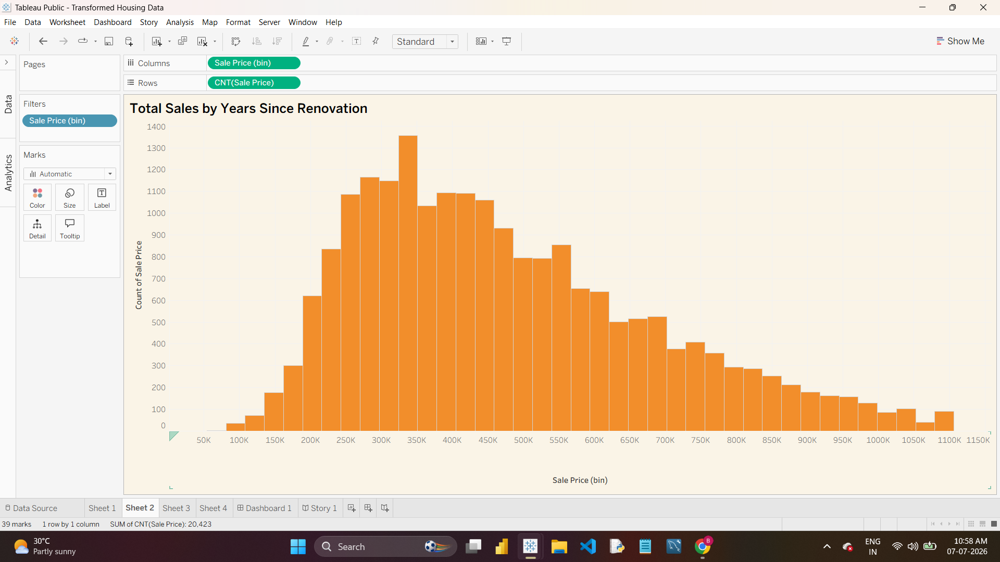 Tableau Public - Transformed Housing Data
File Data Worksheet Dashboard Story Analysis Map Format Server Window Help
Standard
Show Me
Pages
Columns
Sale Price (bin)
Rows
CNT(Sale Price)
Data
Analytics
Filters
Sale Price (bin)
Marks
Automatic
Color Size Label
Detail Tooltip
Total Sales by Years Since Renovation
1400
1300
1200
1100
1000
900
800
700
600
500
400
300
200
100
0
Count of Sale Price
50K 100K 150K 200K 250K 300K 350K 400K 450K 500K 550K 600K 650K 700K 750K 800K 850K 900K 950K 1000K 1050K 1100K 1150K
Sale Price (bin)
Data Source Sheet 1 Sheet 2 Sheet 3 Sheet 4 Dashboard 1 Story 1
39 marks 1 row by 1 column SUM of CNT(Sale Price): 20,423
30°C
Partly sunny
Search
B
ENG
IN
10:58 AM
07-07-2026